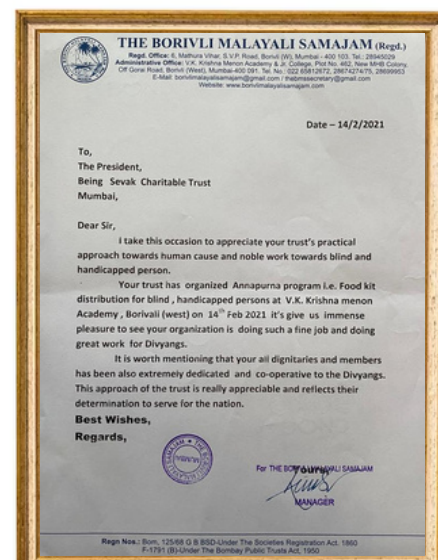 THE BORIVLI MALAYALI SAMAJAM (Regd.)
Regd. Office: 6, Mathura Vihar, S.V.P. Road, Borivli (W), Mumbai - 400 103. Tel.: 28945029
Administrative Office: V.K. Krishna Menon Academy & Jr. College, Plot No. 462, New MHB Colony,
Off Gorai Road, Borivli (West), Mumbai-400 091. Tel. No.: 022 65812672, 28674274/75, 28699953
E-Mail: borivlimalayalisamajam@gmail.com / thebmssecretary@gmail.com
Website: www.borivlimalayalisamajam.com
Date – 14/2/2021
To,
The President,
Being Sevak Charitable Trust
Mumbai,
Dear Sir,
I take this occasion to appreciate your trust's practical
approach towards human cause and noble work towards blind and
handicapped person.
Your trust has organized Annapurna program i.e. Food kit
distribution for blind , handicapped persons at V.K. Krishna menon
Academy , Borivali (west) on 14th Feb 2021 it's give us immense
pleasure to see your organization is doing such a fine job and doing
great work for Divyangs.
It is worth mentioning that your all dignitaries and members
has been also extremely dedicated and co-operative to the Divyangs.
This approach of the trust is really appreciable and reflects their
determination to serve for the nation.
Best Wishes,
Regards,
THE BORIVLI MALAYALI SAMAJAM
MUMBAI
Yours,
For THE BORIVLI MALAYALI SAMAJAM
MANAGER
Regn Nos.: Bom, 125/68 G B BSD-Under The Societies Registration Act. 1860
F-1791 (B)-Under The Bombay Public Trusts Act, 1950